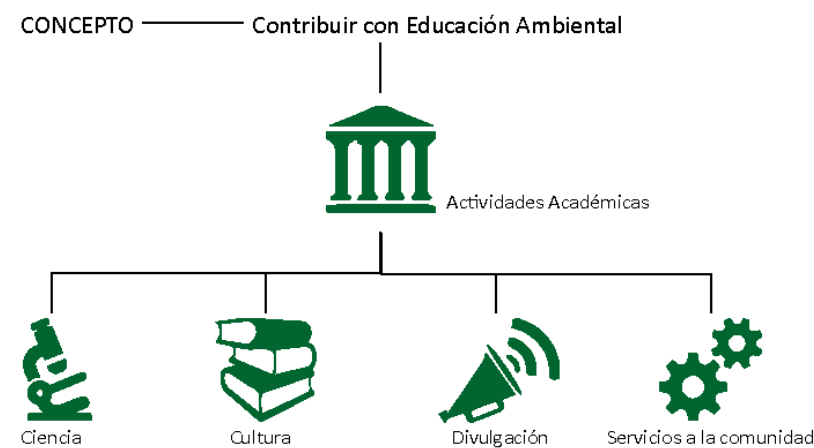 CONCEPTO Contribuir con Educación Ambiental
Actividades Académicas
Ciencia Cultura Divulgación Servicios a la comunidad